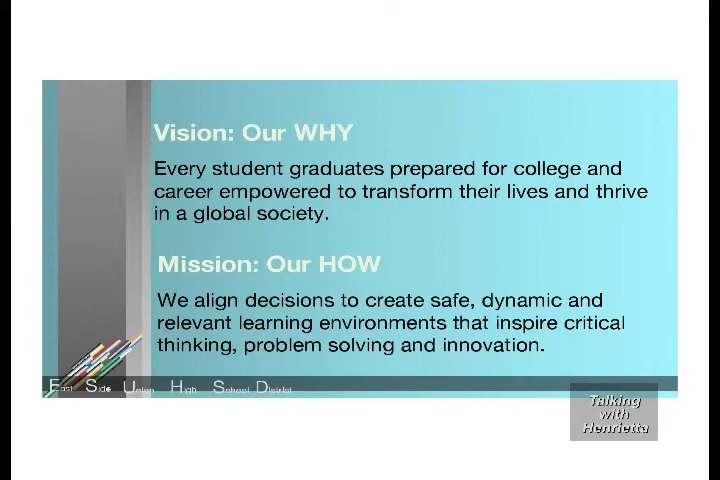 Vision: Our WHY
Every student graduates prepared for college and
career empowered to transform their lives and thrive
in a global society.
Mission: Our HOW
We align decisions to create safe, dynamic and
relevant learning environments that inspire critical
thinking, problem solving and innovation.
East Side Union High School District
Talking
with
Henrietta